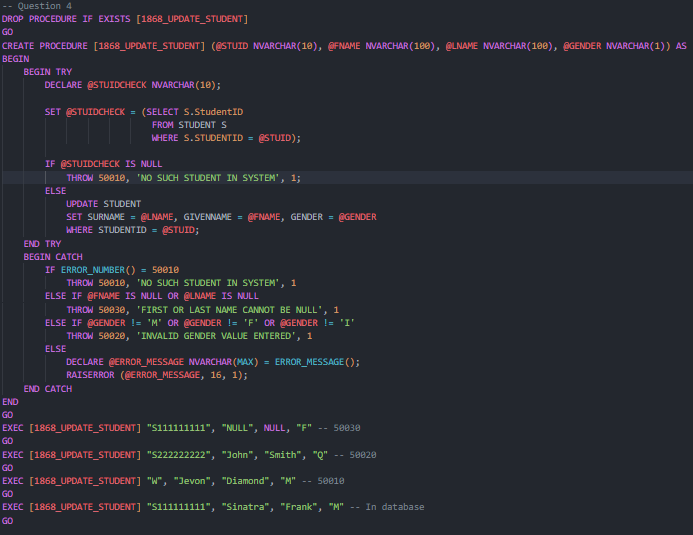 -- Question 4
DROP PROCEDURE IF EXISTS [1868_UPDATE_STUDENT]
GO
CREATE PROCEDURE [1868_UPDATE_STUDENT] (@STUID NVARCHAR(10), @FNAME NVARCHAR(100), @LNAME NVARCHAR(100), @GENDER NVARCHAR(1)) AS
BEGIN
    BEGIN TRY
        DECLARE @STUIDCHECK NVARCHAR(10);

        SET @STUIDCHECK = (SELECT S.StudentID
                            FROM STUDENT S
                            WHERE S.STUDENTID = @STUID);

        IF @STUIDCHECK IS NULL
            THROW 50010, 'NO SUCH STUDENT IN SYSTEM', 1;
        ELSE
            UPDATE STUDENT
            SET SURNAME = @LNAME, GIVENNAME = @FNAME, GENDER = @GENDER
            WHERE STUDENTID = @STUID;
    END TRY
    BEGIN CATCH
        IF ERROR_NUMBER() = 50010
            THROW 50010, 'NO SUCH STUDENT IN SYSTEM', 1
        ELSE IF @FNAME IS NULL OR @LNAME IS NULL
            THROW 50030, 'FIRST OR LAST NAME CANNOT BE NULL', 1
        ELSE IF @GENDER != 'M' OR @GENDER != 'F' OR @GENDER != 'I'
            THROW 50020, 'INVALID GENDER VALUE ENTERED', 1
        ELSE
            DECLARE @ERROR_MESSAGE NVARCHAR(MAX) = ERROR_MESSAGE();
            RAISERROR (@ERROR_MESSAGE, 16, 1);
    END CATCH
END
GO
EXEC [1868_UPDATE_STUDENT] "S111111111", "NULL", NULL, "F" -- 50030
GO
EXEC [1868_UPDATE_STUDENT] "S222222222", "John", "Smith", "Q" -- 50020
GO
EXEC [1868_UPDATE_STUDENT] "W", "Jevon", "Diamond", "M" -- 50010
GO
EXEC [1868_UPDATE_STUDENT] "S111111111", "Sinatra", "Frank", "M" -- In database
GO